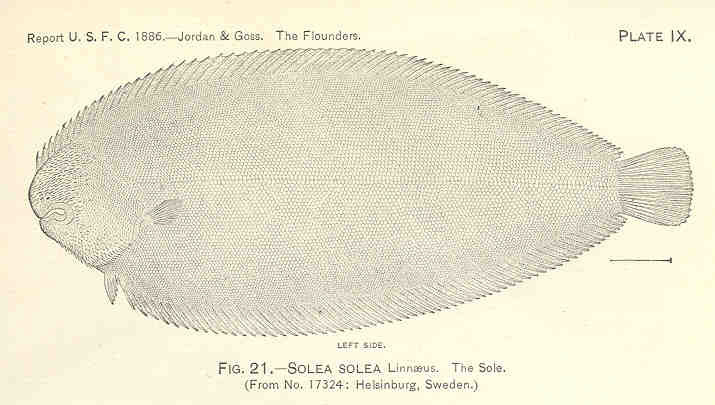 Report U. S. F. C. 1886.—Jordan & Goss. The Flounders.
PLATE IX.
LEFT SIDE.
FIG. 21.—SOLEA SOLEA Linnæus. The Sole.
(From No. 17324; Helsinburg, Sweden.)